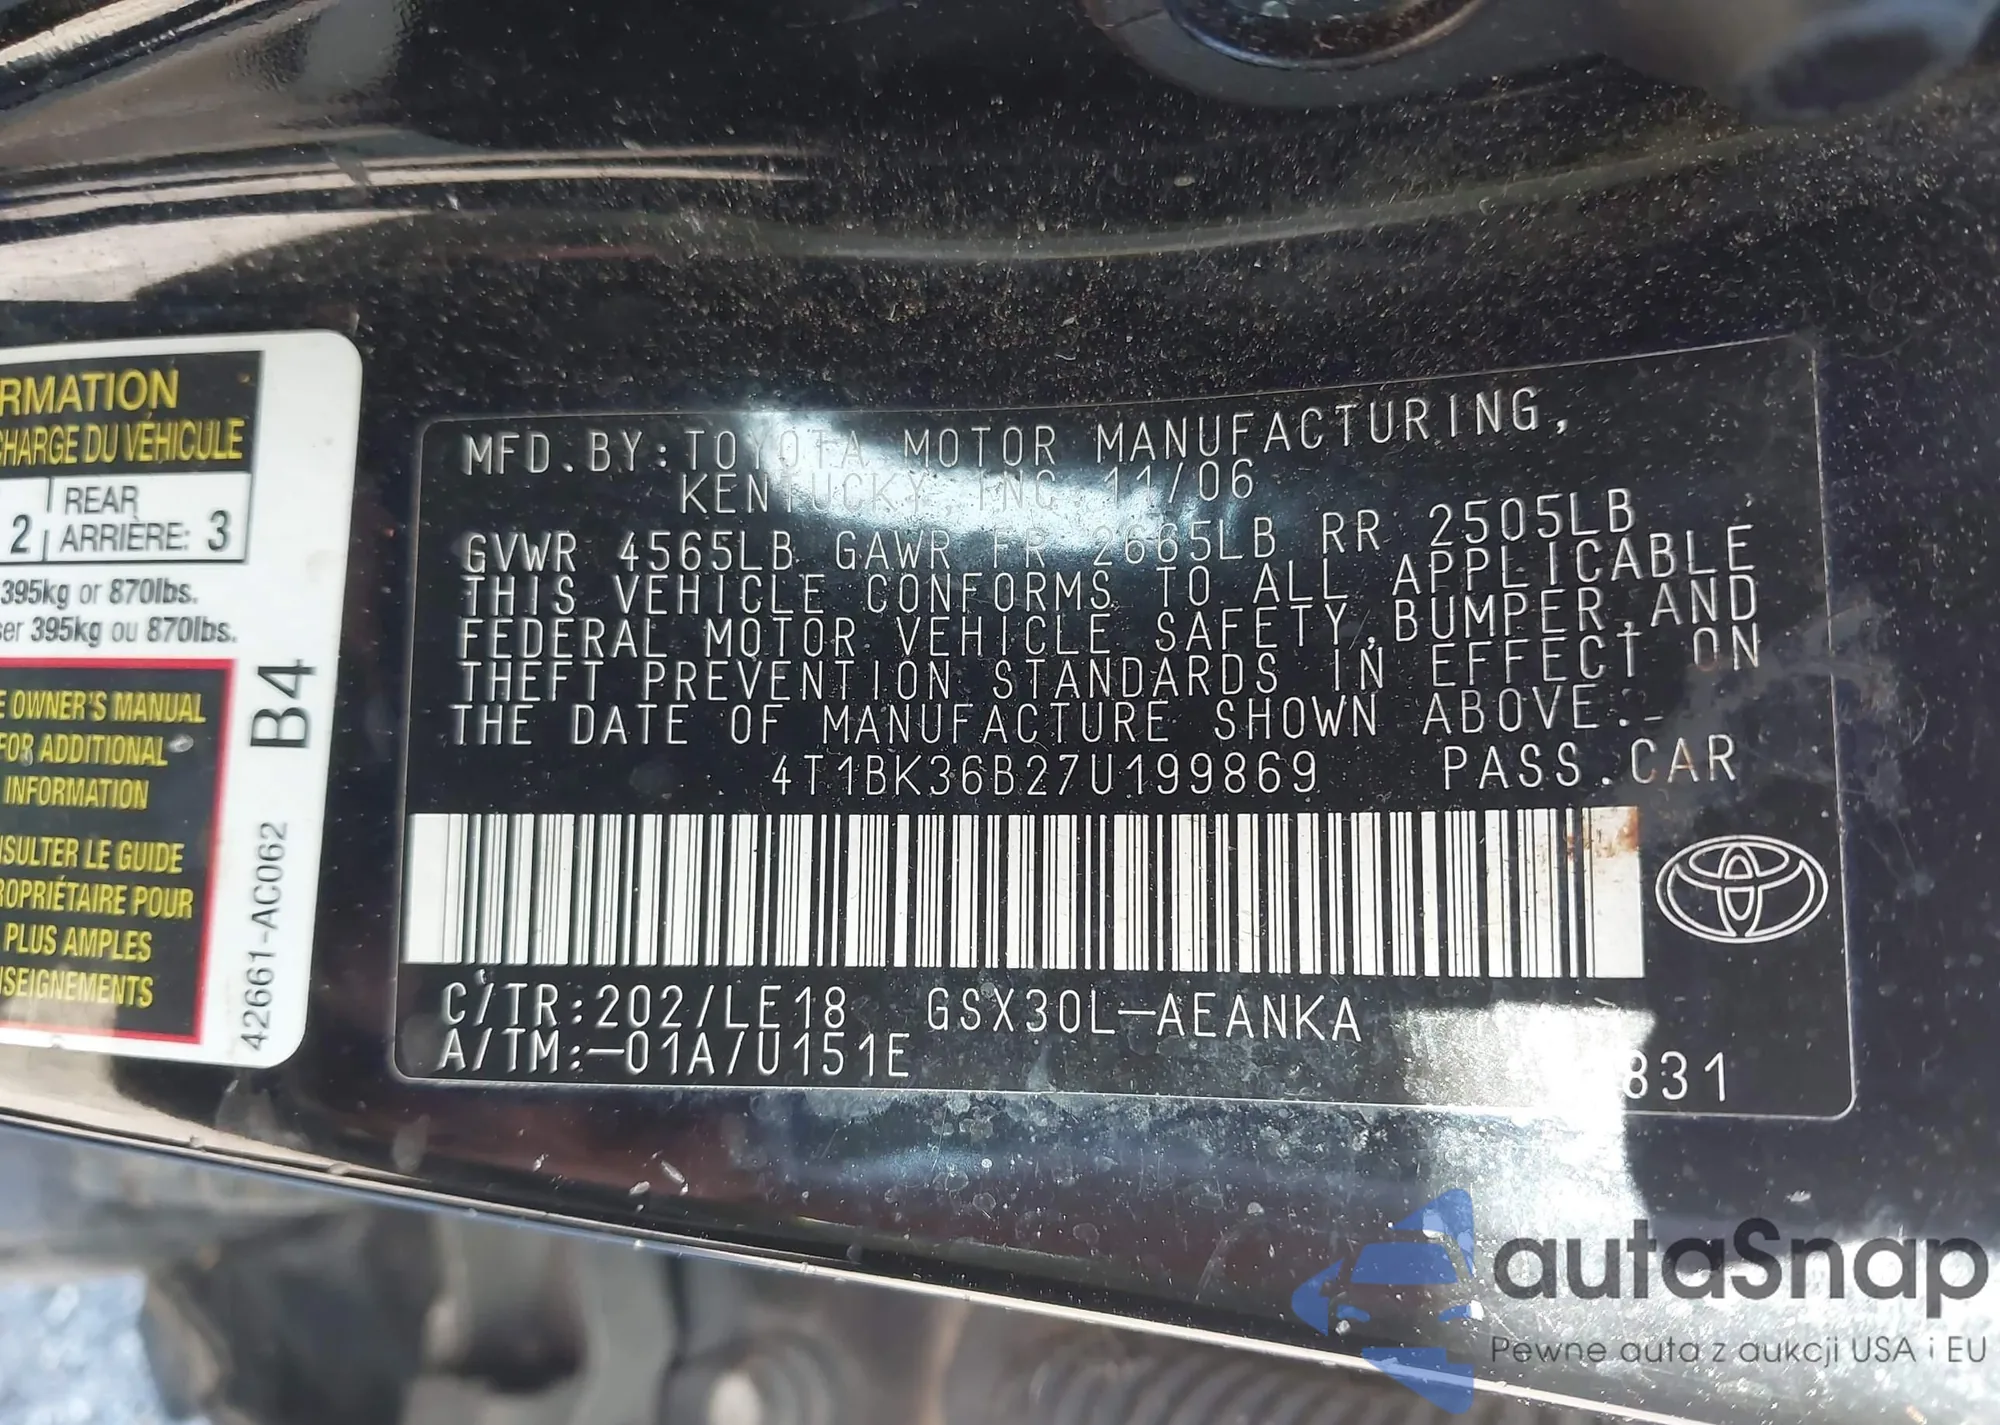 RMATION
CHARGE DU VÉHICULE
2 REAR
ARRIÈRE: 3
395kg or 870lbs.
er 395kg ou 870lbs.
E OWNER'S MANUAL
FOR ADDITIONAL
INFORMATION
NSULTER LE GUIDE
ROPRIÉTAIRE POUR
PLUS AMPLES
NSEIGNEMENTS
B4
42661-AC062
MFD.BY:TOYOTA MOTOR MANUFACTURING,
KENTUCKY,INC 11/06
GVWR 4565LB GAWR FR 2665LB RR 2505LB
THIS VEHICLE CONFORMS TO ALL APPLICABLE
FEDERAL MOTOR VEHICLE SAFETY,BUMPER,AND
THEFT PREVENTION STANDARDS IN EFFECT ON
THE DATE OF MANUFACTURE SHOWN ABOVE.
4T1BK36B27U199869 PASS.CAR
C/TR:202/LE18 GSX30L-AEANKA
A/TM:-01A/U151E
831
autaSnap
Pewne auta z aukcji USA i EU